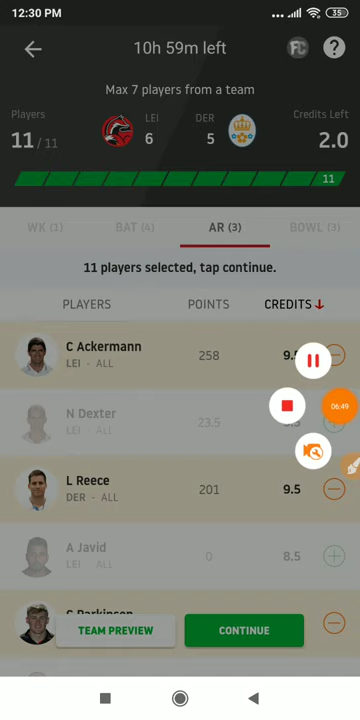 12:30 PM
35
10h 59m left
FC
?
Max 7 players from a team
Players
11 / 11
LEI
6
DER
5
Credits Left
2.0
11
WK (1)
BAT (4)
AR (3)
BOWL (3)
11 players selected, tap continue.
PLAYERS
POINTS
CREDITS
C Ackermann
LEI - ALL
258
N Dexter
LEI - ALL
23.5
06:49
L Reece
DER - ALL
201
9.5
A Javid
LEI - ALL
0
8.5
TEAM PREVIEW
CONTINUE